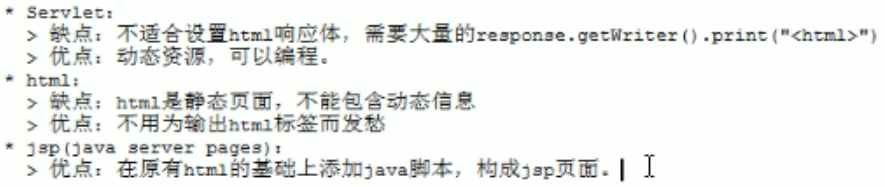 * Servlet:
> 缺点：不适合设置html响应体，需要大量的response.getWriter().print("<html>")
> 优点：动态资源，可以编程。
* html:
> 缺点：html是静态页面，不能包含动态信息
> 优点：不用为输出html标签而发愁
* jsp(java server pages):
> 优点：在原有html的基础上添加java脚本，构成jsp页面。